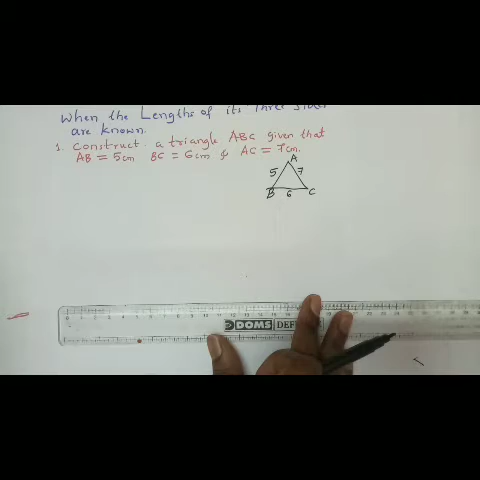 When the Lengths of its Three sides
are known.
1. Construct a triangle ABC given that
AB = 5cm BC = 6cm & AC = 7cm.
A
5 7
B 6 C
DOMS